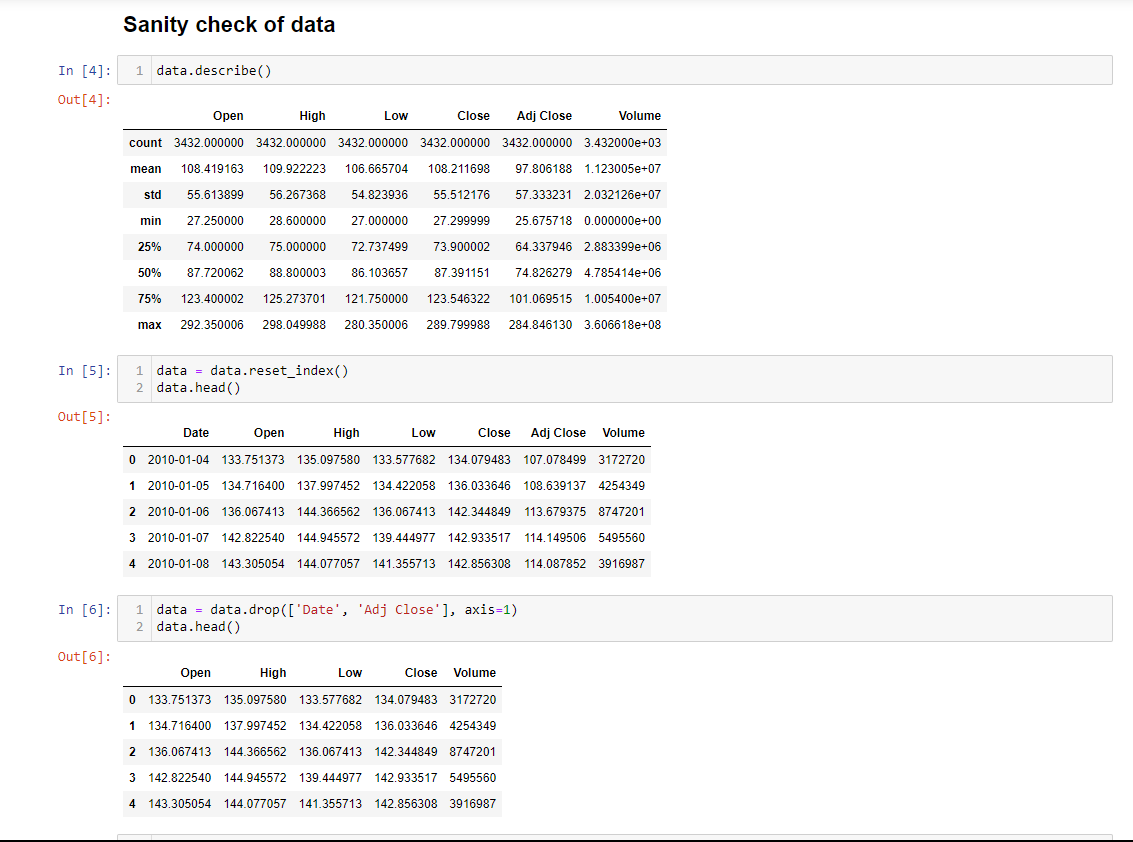 Sanity check of data
In [4]: 1 data.describe()
Out[4]:
Open High Low Close Adj Close Volume
count 3432.000000 3432.000000 3432.000000 3432.000000 3432.000000 3.432000e+03
mean 108.419163 109.922223 106.665704 108.211698 97.806188 1.123005e+07
std 55.613899 56.267368 54.823936 55.512176 57.333231 2.032126e+07
min 27.250000 28.600000 27.000000 27.299999 25.675718 0.000000e+00
25% 74.000000 75.000000 72.737499 73.900002 64.337946 2.883399e+06
50% 87.720062 88.800003 86.103657 87.391151 74.826279 4.785414e+06
75% 123.400002 125.273701 121.750000 123.546322 101.069515 1.005400e+07
max 292.350006 298.049988 280.350006 289.799988 284.846130 3.606618e+08
In [5]: 1 data = data.reset_index()
2 data.head()
Out[5]:
Date Open High Low Close Adj Close Volume
0 2010-01-04 133.751373 135.097580 133.577682 134.079483 107.078499 3172720
1 2010-01-05 134.716400 137.997452 134.422058 136.033646 108.639137 4254349
2 2010-01-06 136.067413 144.366562 136.067413 142.344849 113.679375 8747201
3 2010-01-07 142.822540 144.945572 139.444977 142.933517 114.149506 5495560
4 2010-01-08 143.305054 144.077057 141.355713 142.856308 114.087852 3916987
In [6]: 1 data = data.drop(['Date', 'Adj Close'], axis=1)
2 data.head()
Out[6]:
Open High Low Close Volume
0 133.751373 135.097580 133.577682 134.079483 3172720
1 134.716400 137.997452 134.422058 136.033646 4254349
2 136.067413 144.366562 136.067413 142.344849 8747201
3 142.822540 144.945572 139.444977 142.933517 5495560
4 143.305054 144.077057 141.355713 142.856308 3916987